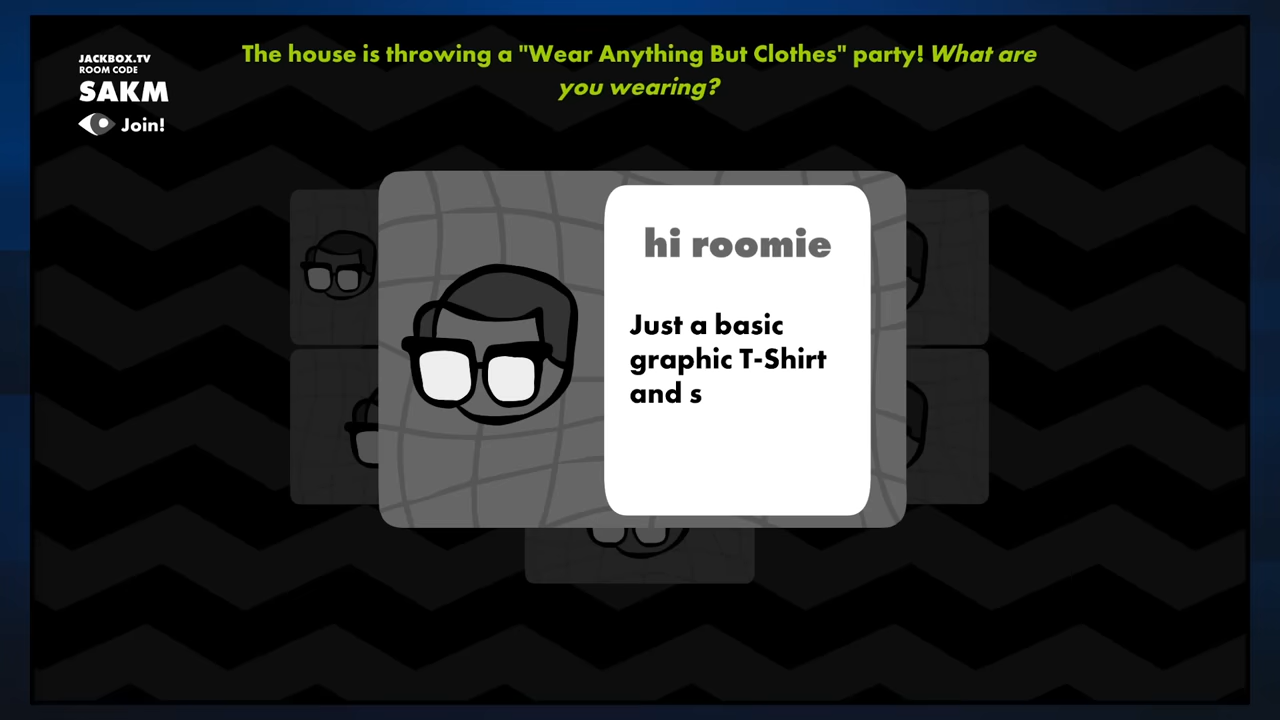 JACKBOX.TV
ROOM CODE
SAKM
Join!
The house is throwing a "Wear Anything But Clothes" party! What are
you wearing?
hi roomie
Just a basic
graphic T-Shirt
and s